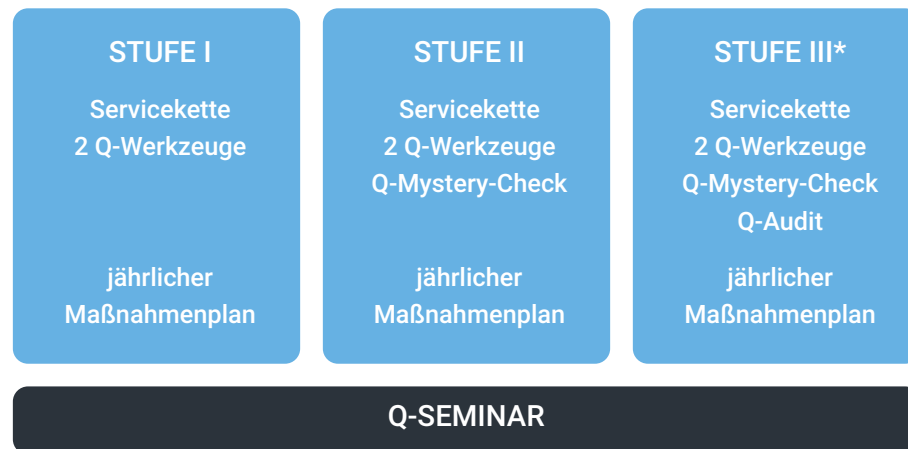 STUFE I
Servicekette
2 Q-Werkzeuge
jährlicher
Maßnahmenplan
STUFE II
Servicekette
2 Q-Werkzeuge
Q-Mystery-Check
jährlicher
Maßnahmenplan
STUFE III*
Servicekette
2 Q-Werkzeuge
Q-Mystery-Check
Q-Audit
jährlicher
Maßnahmenplan
Q-SEMINAR